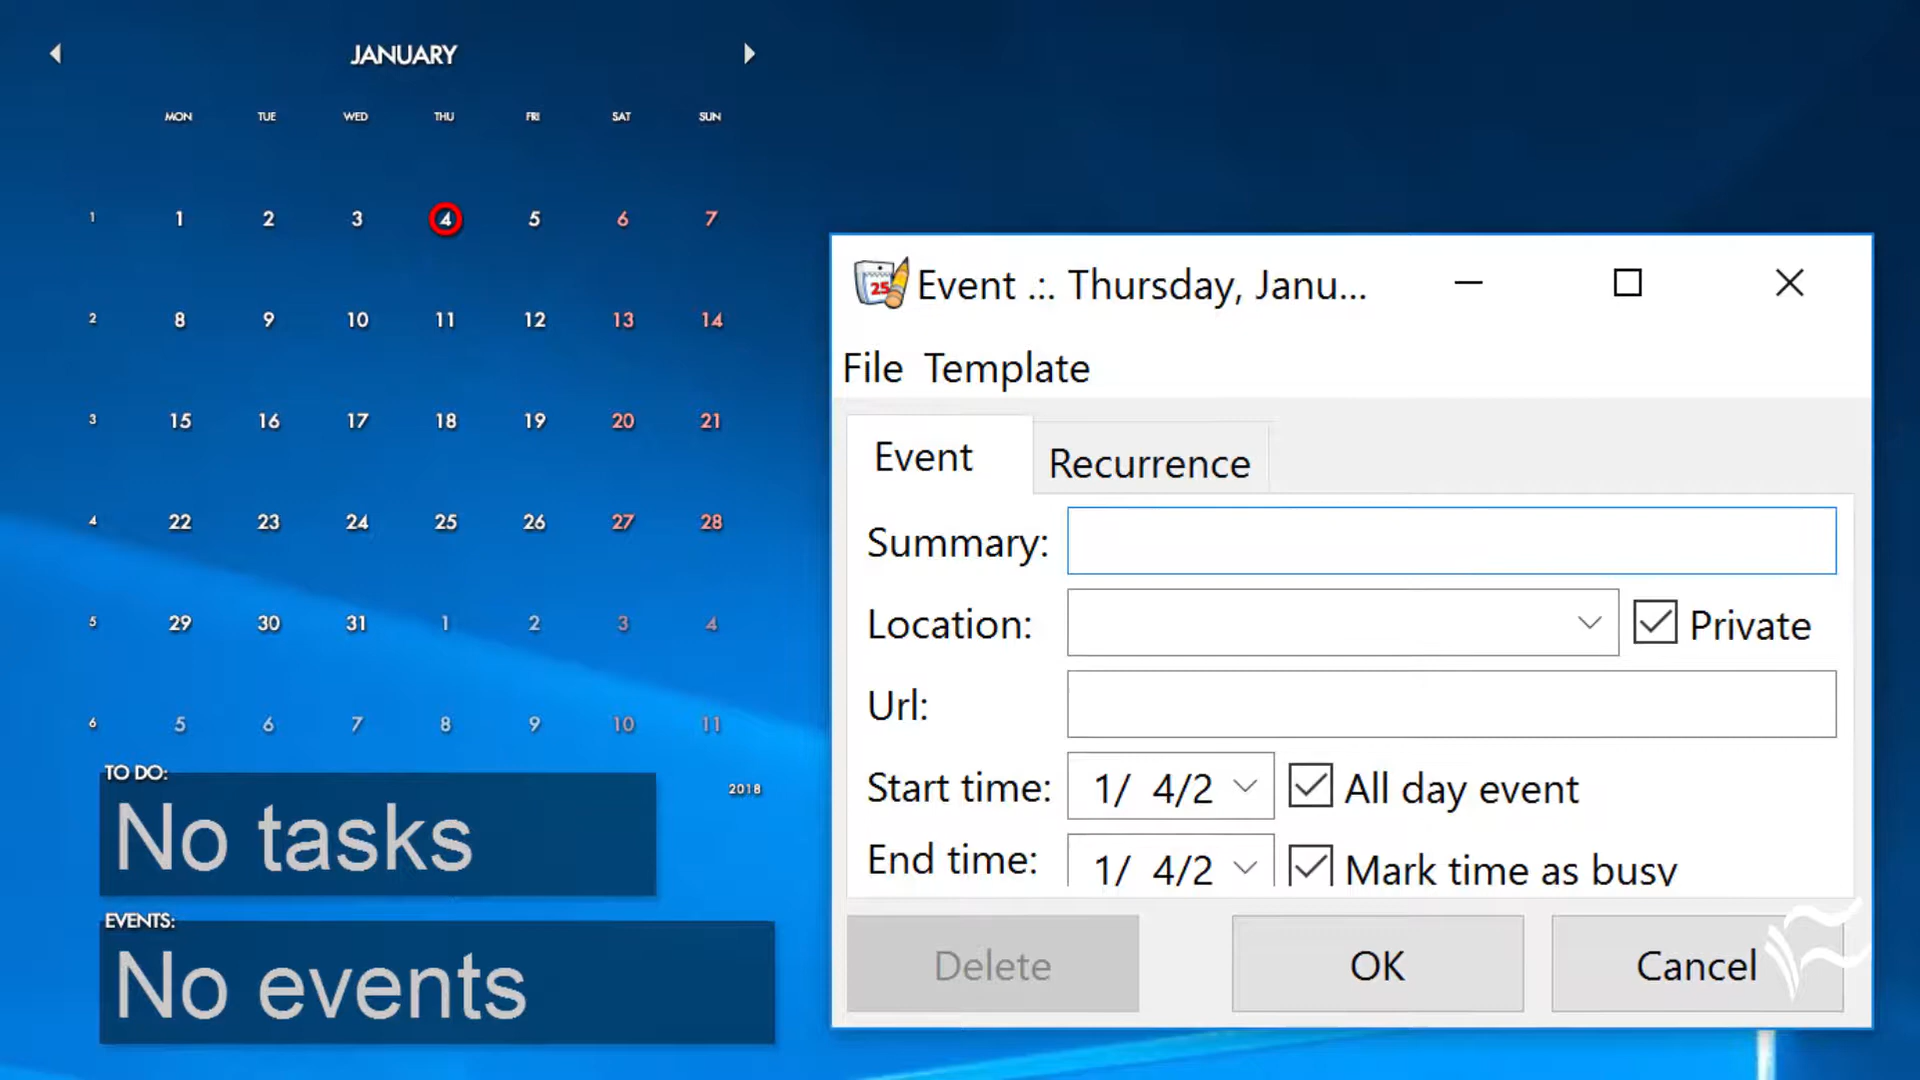 JANUARY
MON TUE WED THU FRI SAT SUN
1 1 2 3 4 5 6 7
2 8 9 10 11 12 13 14
3 15 16 17 18 19 20 21
4 22 23 24 25 26 27 28
5 29 30 31 1 2 3 4
6 5 6 7 8 9 10 11
2018
TO DO:
No tasks
EVENTS:
No events
25
Event .:. Thursday, Janu...
File Template
Event Recurrence
Summary:
Location: Private
Url:
Start time: 1/ 4/2 All day event
End time: 1/ 4/2 Mark time as busy
Delete OK Cancel